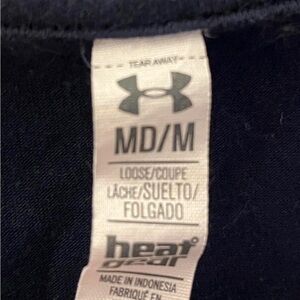 TEAR AWAY
MD/M
LOOSE/COUPE
LÂCHE/SUELTO/
FOLGADO
heat
gear
MADE IN INDONESIA
FABRIQUÉ EN